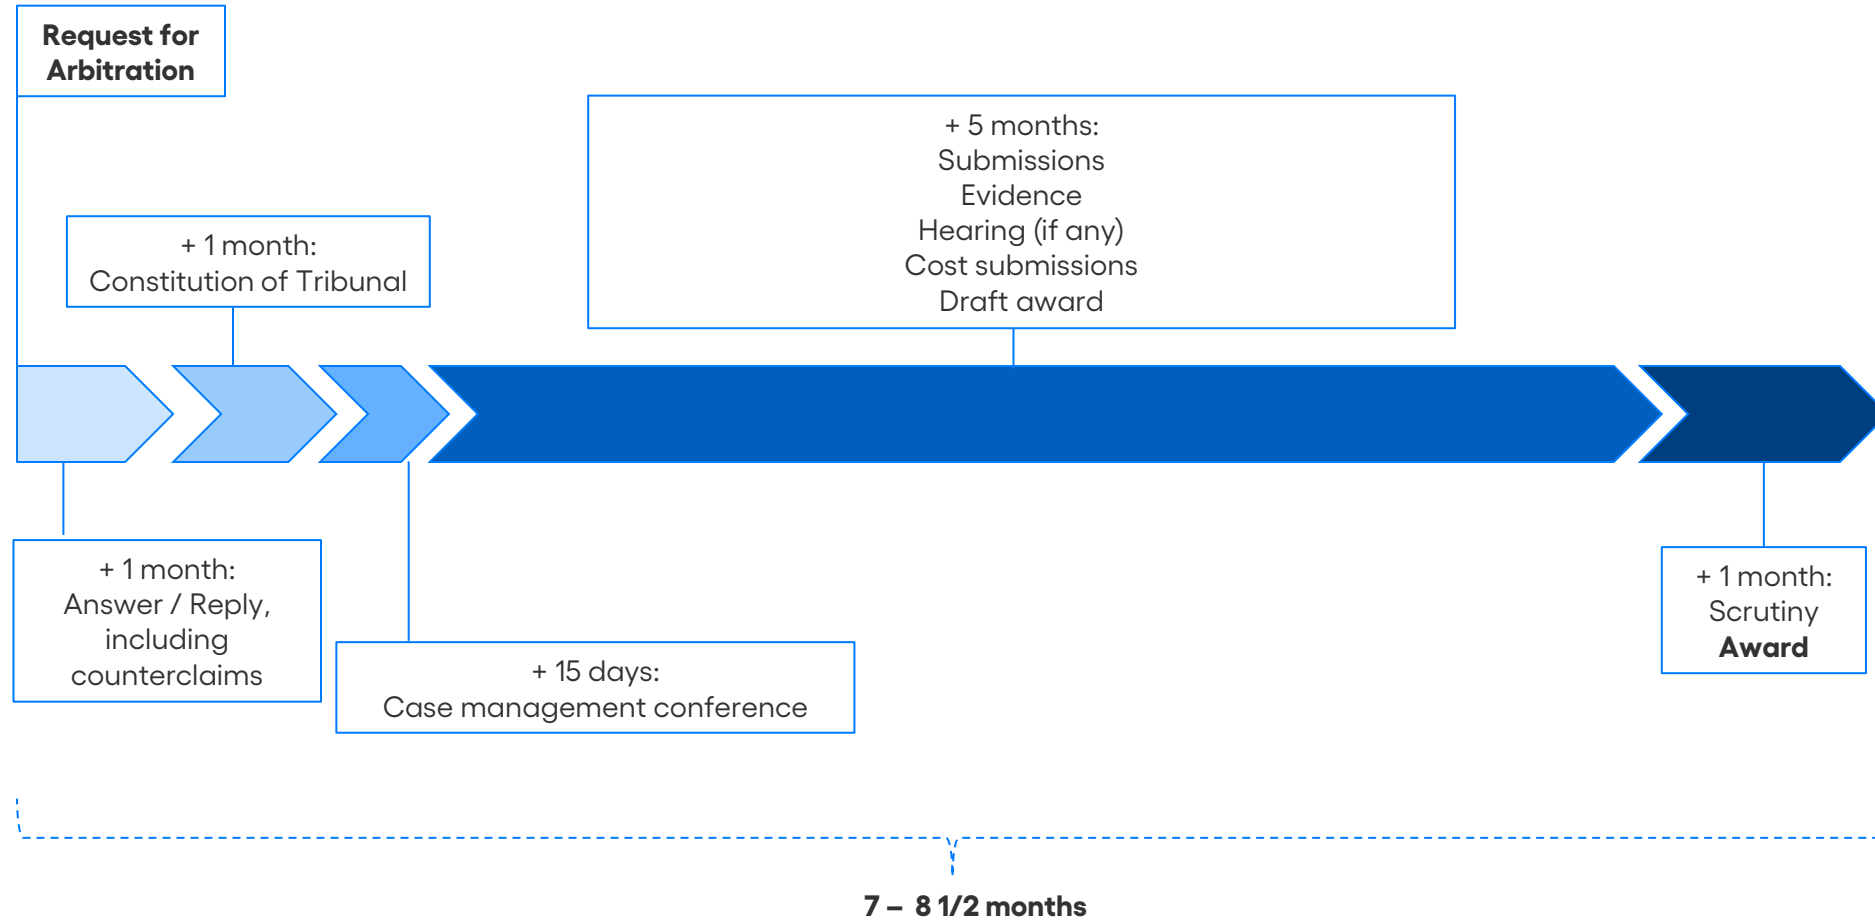 Request for
Arbitration
+ 5 months:
Submissions
Evidence
Hearing (if any)
Cost submissions
Draft award
+ 1 month:
Constitution of Tribunal
+ 1 month:
Answer / Reply,
including
counterclaims
+ 15 days:
Case management conference
+ 1 month:
Scrutiny
Award
7 – 8 1/2 months